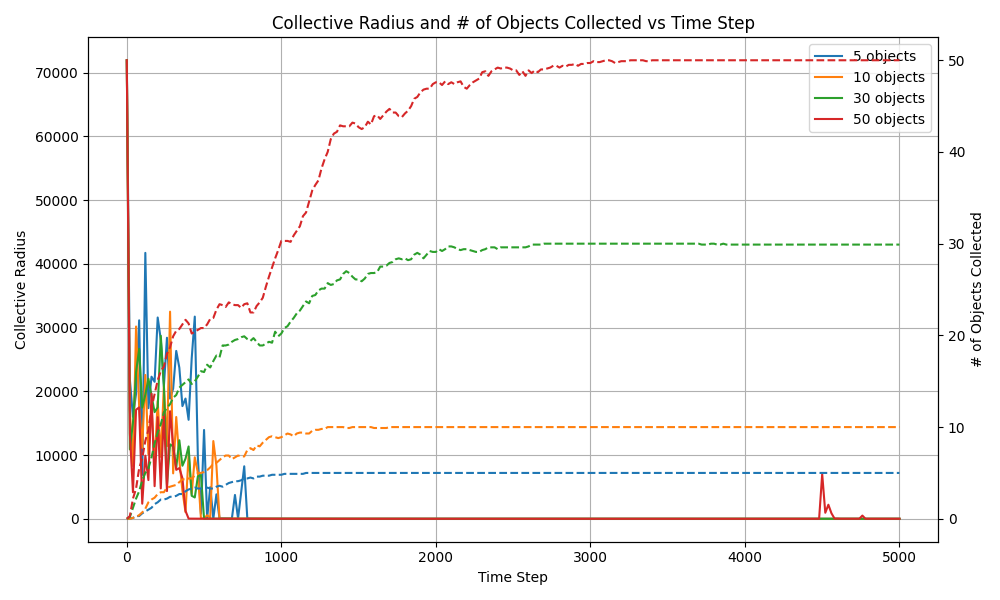 Collective Radius and # of Objects Collected vs Time Step
70000
60000
50000
40000
30000
20000
10000
0
Collective Radius
0
1000
2000
3000
4000
5000
Time Step
50
40
30
20
10
0
# of Objects Collected
5 objects
10 objects
30 objects
50 objects